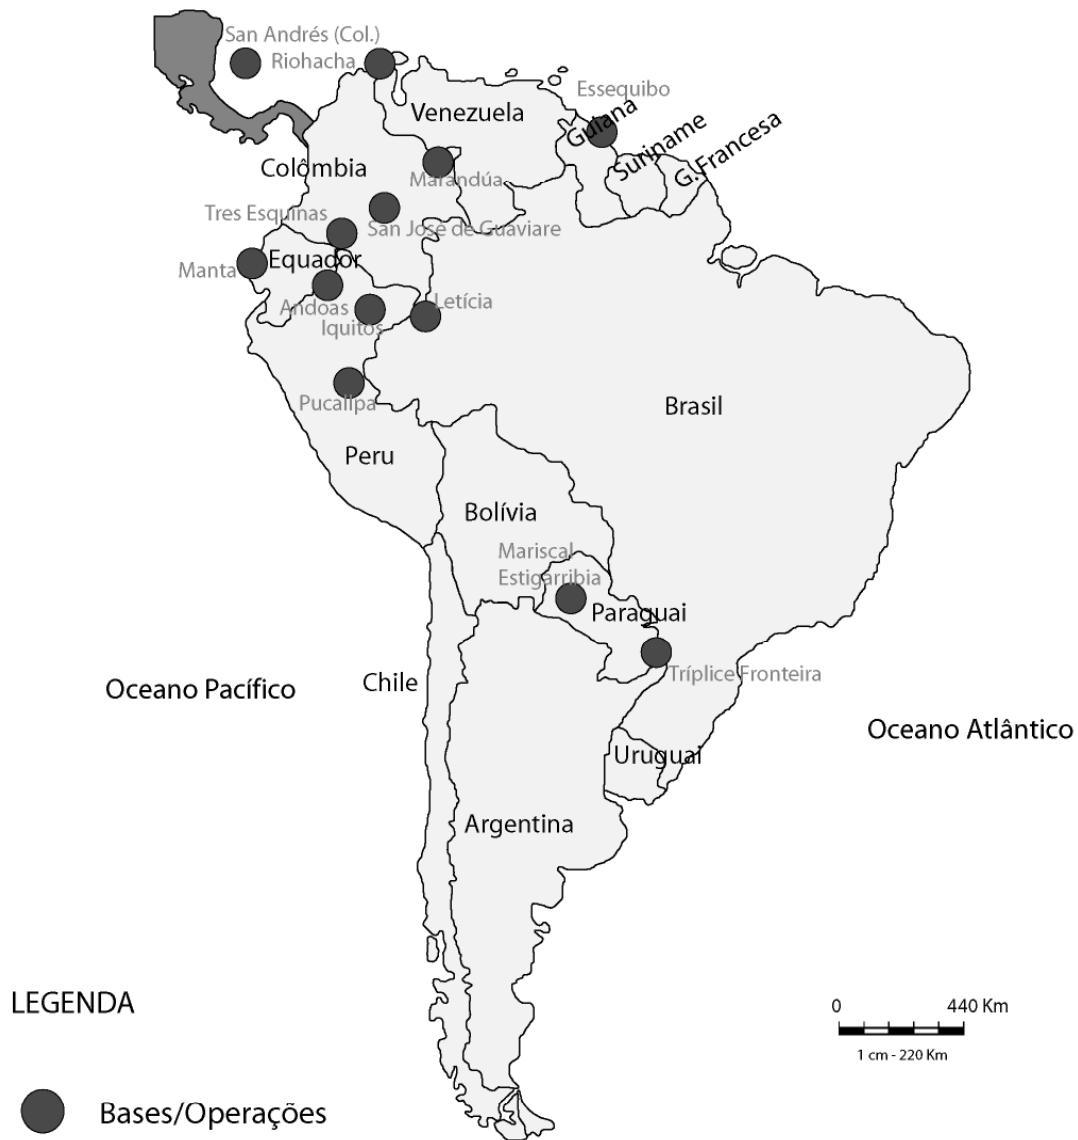 San Andrés (Col.)
Riohacha
Essequibo
Venezuela
Guiana
Suriname
G.Francesa
Colômbia
Marandúa
Tres Esquinas
San José de Guaviare
Equador
Manta
Letícia
Andoas
Iquitos
Pucallpa
Brasil
Peru
Bolívia
Mariscal
Estigarribia
Paraguai
Tríplice Fronteira
Chile
Oceano Pacífico
Oceano Atlântico
Uruguai
Argentina
LEGENDA
0 440 Km
1 cm - 220 Km
Bases/Operações